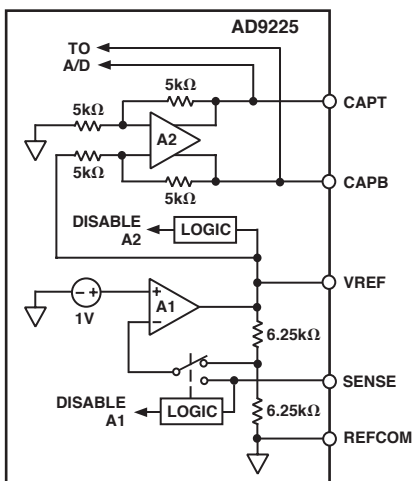 AD9225
TO
A/D
5kΩ
CAPT
5kΩ
A2
5kΩ
5kΩ
CAPB
DISABLE
A2
LOGIC
VREF
1V
A1
6.25kΩ
SENSE
DISABLE
A1
LOGIC
6.25kΩ
REFCOM